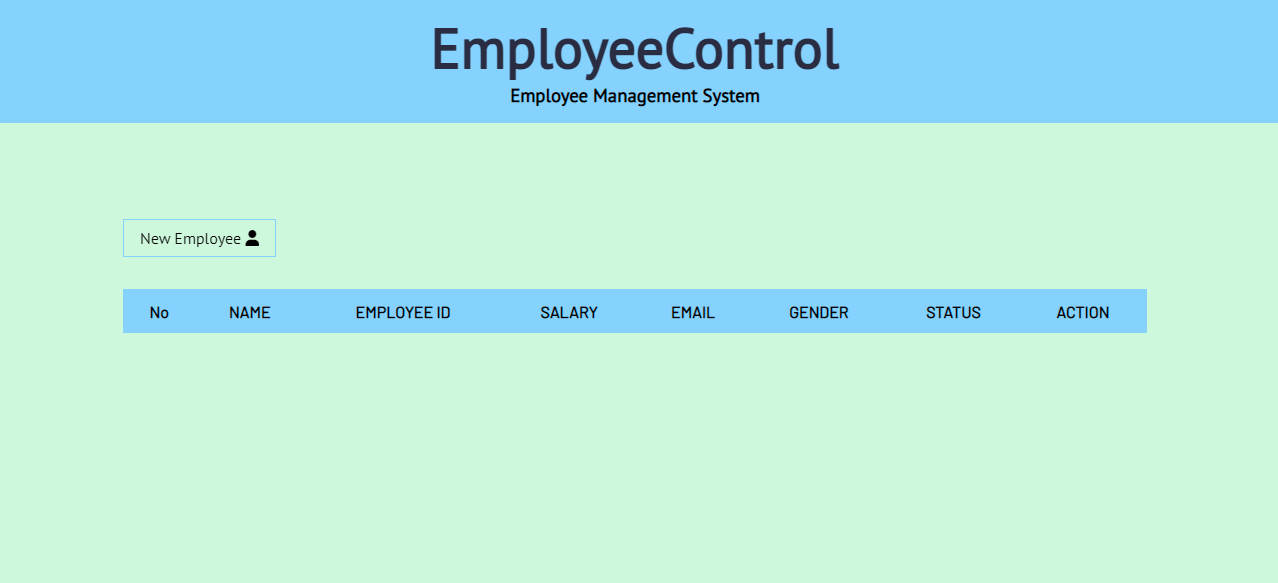 EmployeeControl
Employee Management System
New Employee
No NAME EMPLOYEE ID SALARY EMAIL GENDER STATUS ACTION